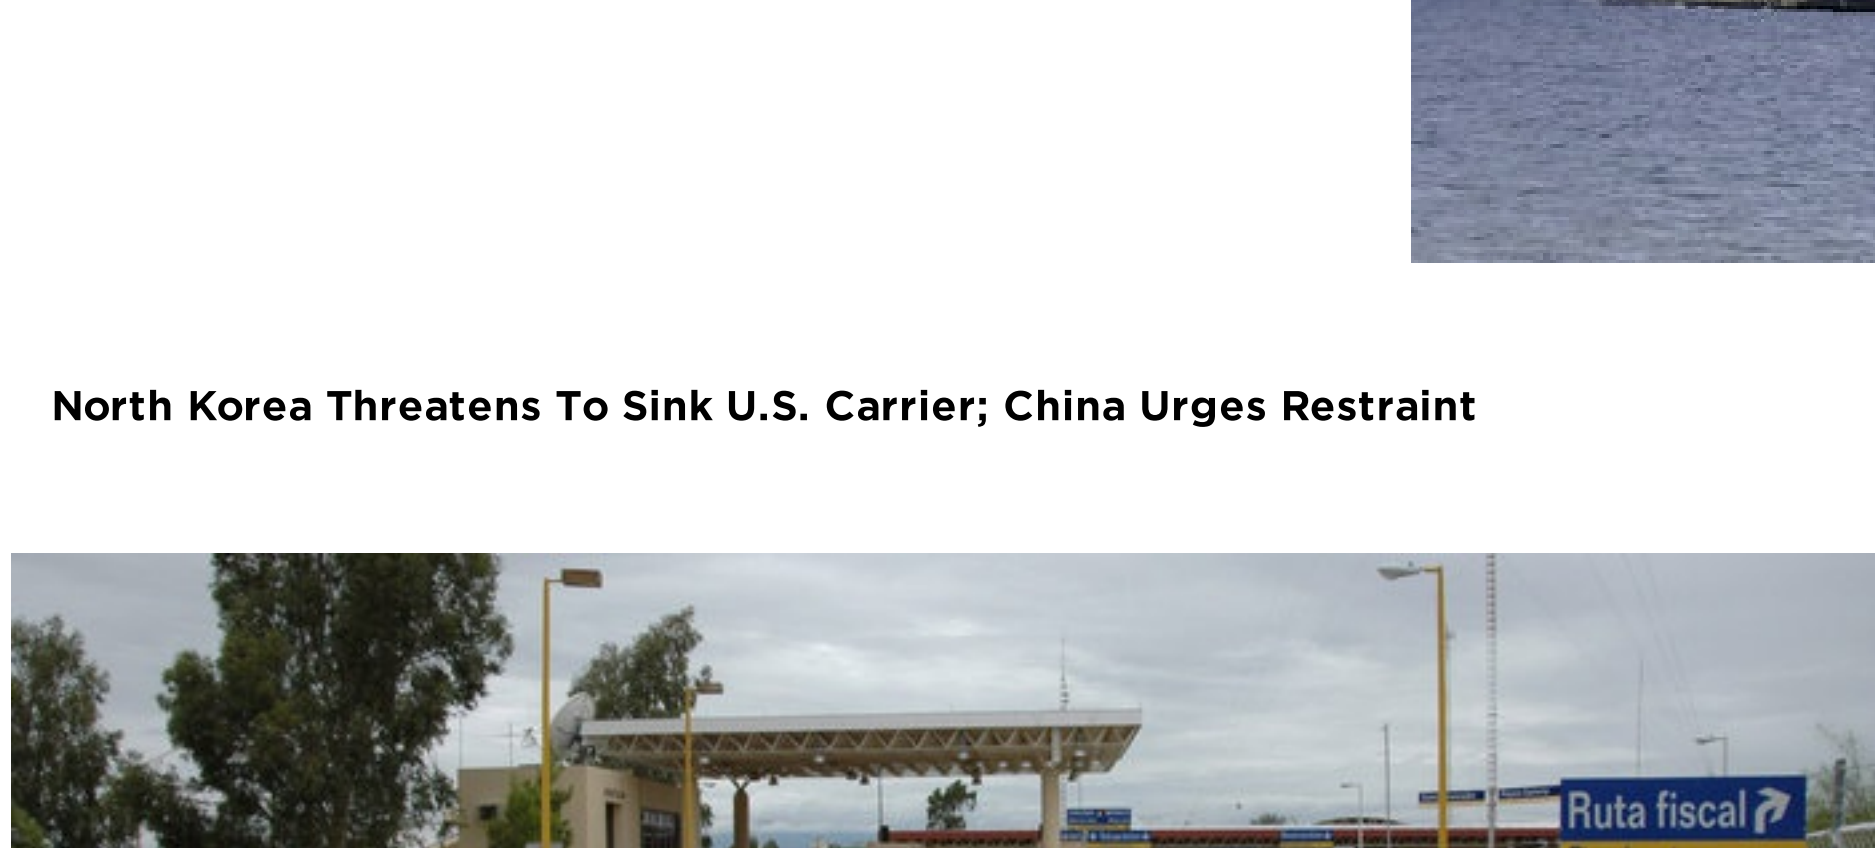 North Korea Threatens To Sink U.S. Carrier; China Urges Restraint
Ruta fiscal